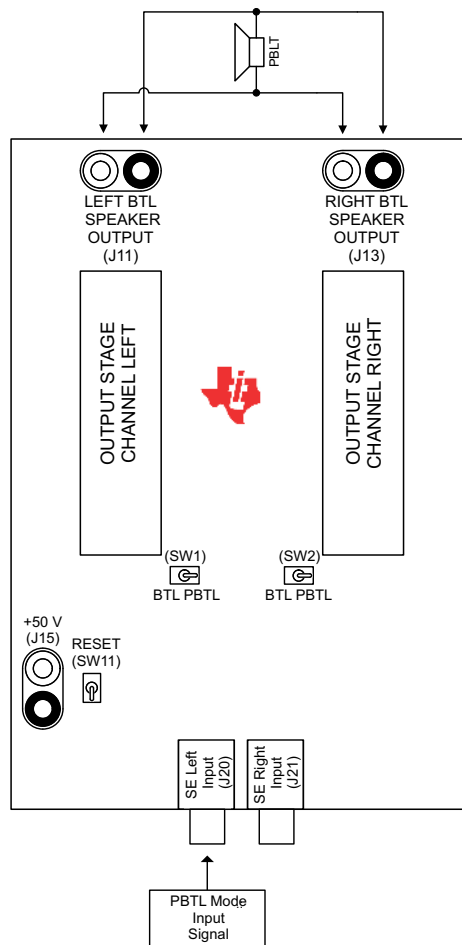 PBLT
LEFT BTL
SPEAKER
OUTPUT
(J11)
RIGHT BTL
SPEAKER
OUTPUT
(J13)
OUTPUT STAGE
CHANNEL LEFT
OUTPUT STAGE
CHANNEL RIGHT
(SW1)
BTL PBTL
(SW2)
BTL PBTL
+50 V
(J15)
RESET
(SW11)
SE Left
Input
(J20)
SE Right
Input
(J21)
PBTL Mode
Input
Signal